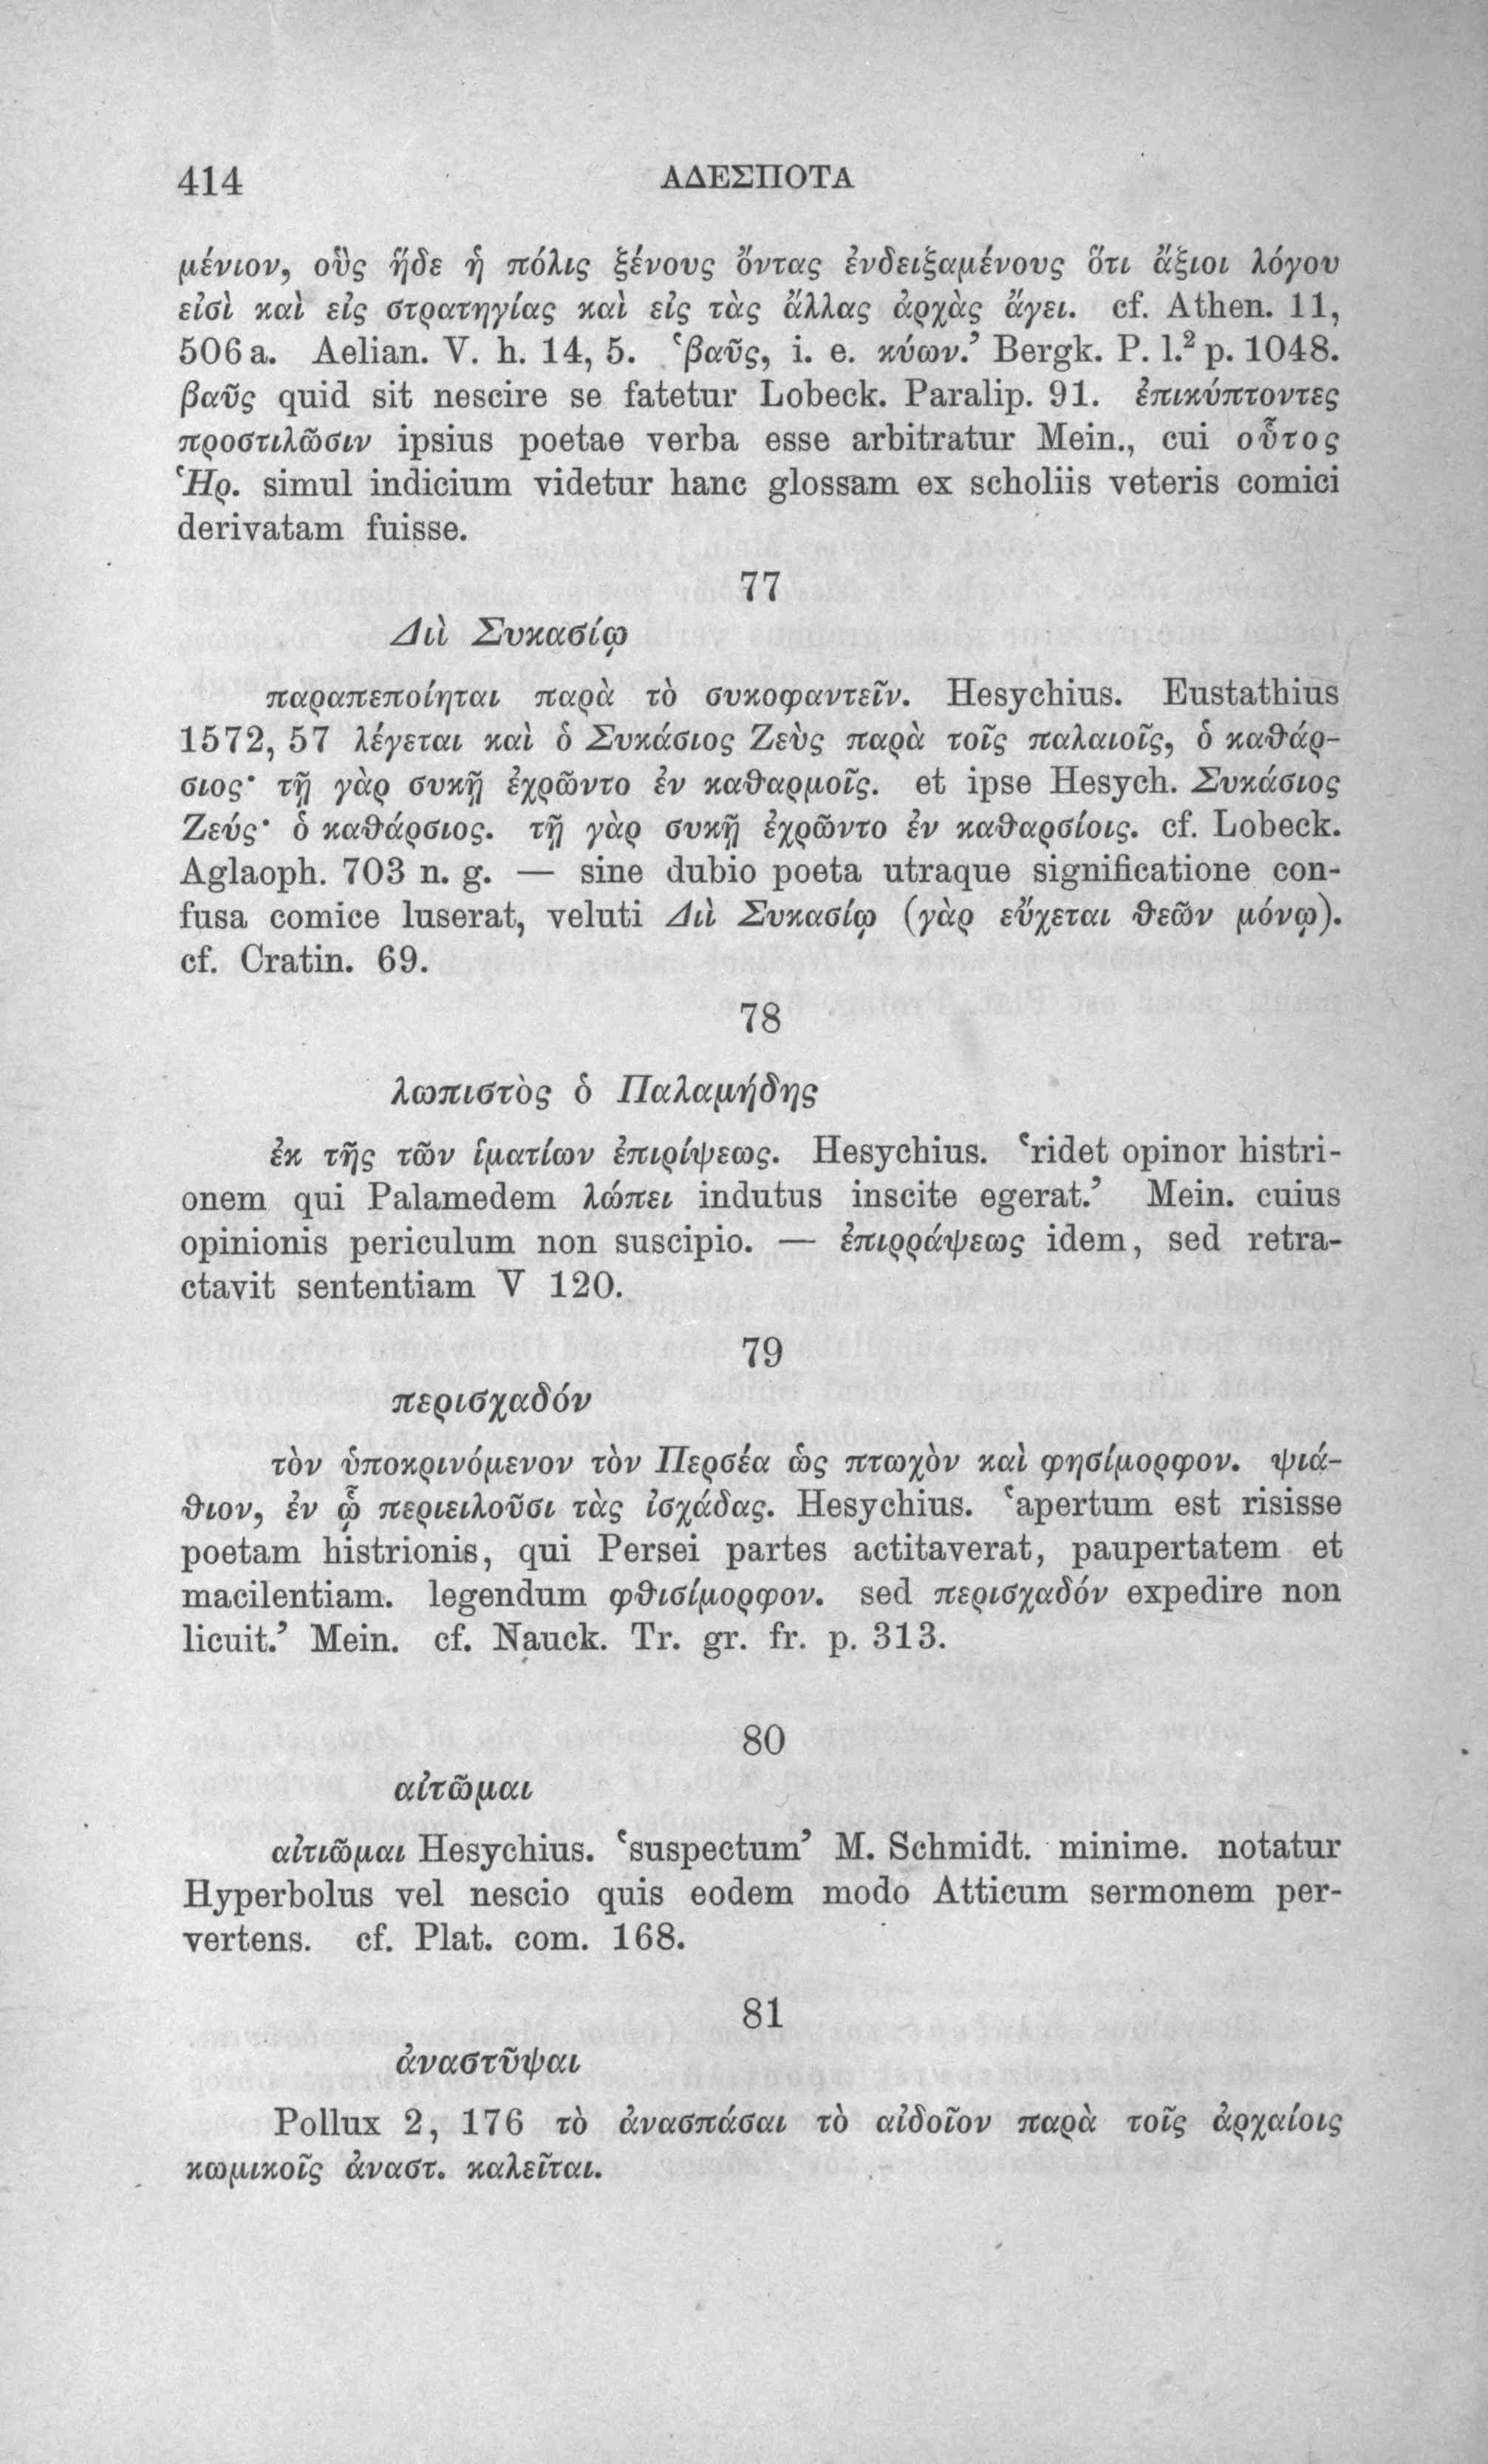 414 ΑΔΕΣΠΟΤΑ
μένιον, οὓς ἥδε ἡ πόλις ξένους ὄντας ἐνδειξαμένους ὅτι ἄξιοι λόγου
εἰσὶ καὶ εἰς στρατηγίας καὶ εἰς τὰς ἄλλας ἀρχὰς ἄγει. cf. Athen. 11,
506 a. Aelian. V. h. 14, 5. ‘βαῦς, i. e. κύων.’ Bergk. P. l.² p. 1048.
βαῦς quid sit nescire se fatetur Lobeck. Paralip. 91. ἐπικύπτοντες
προστιλῶσιν ipsius poetae verba esse arbitratur Mein., cui οὗτος
Ἡρ. simul indicium videtur hanc glossam ex scholiis veteris comici
derivatam fuisse.
77
Διὶ Συκασίῳ
παραπεποίηται παρὰ τὸ συκοφαντεῖν. Hesychius. Eustathius
1572, 57 λέγεται καὶ ὁ Συκάσιος Ζεὺς παρὰ τοῖς παλαιοῖς, ὁ καθάρ-
σιος· τῇ γὰρ συκῇ ἐχρῶντο ἐν καθαρμοῖς. et ipse Hesych. Συκάσιος
Ζεύς· ὁ καθάρσιος. τῇ γὰρ συκῇ ἐχρῶντο ἐν καθαρσίοις. cf. Lobeck.
Aglaoph. 703 n. g. — sine dubio poeta utraque significatione con-
fusa comice luserat, veluti Διὶ Συκασίῳ (γὰρ εὔχεται θεῶν μόνῳ).
cf. Cratin. 69.
78
λωπιστὸς ὁ Παλαμήδης
ἐκ τῆς τῶν ἱματίων ἐπιρίψεως. Hesychius. ‘ridet opinor histri-
onem qui Palamedem λώπει indutus inscite egerat.’ Mein. cuius
opinionis periculum non suscipio. — ἐπιρράψεως idem, sed retra-
ctavit sententiam V 120.
79
περισχαδόν
τὸν ὑποκρινόμενον τὸν Περσέα ὡς πτωχὸν καὶ φησίμορφον. ψιά-
θιον, ἐν ᾧ περιειλοῦσι τὰς ἰσχάδας. Hesychius. ‘apertum est risisse
poetam histrionis, qui Persei partes actitaverat, paupertatem et
macilentiam. legendum φθισίμορφον. sed περισχαδόν expedire non
licuit.’ Mein. cf. Nauck. Tr. gr. fr. p. 313.
80
αἰτῶμαι
αἰτιῶμαι Hesychius. ‘suspectum’ M. Schmidt. minime. notatur
Hyperbolus vel nescio quis eodem modo Atticum sermonem per-
vertens. cf. Plat. com. 168.
81
ἀναστῦψαι
Pollux 2, 176 τὸ ἀνασπάσαι τὸ αἰδοῖον παρὰ τοῖς ἀρχαίοις
κωμικοῖς ἀναστ. καλεῖται.